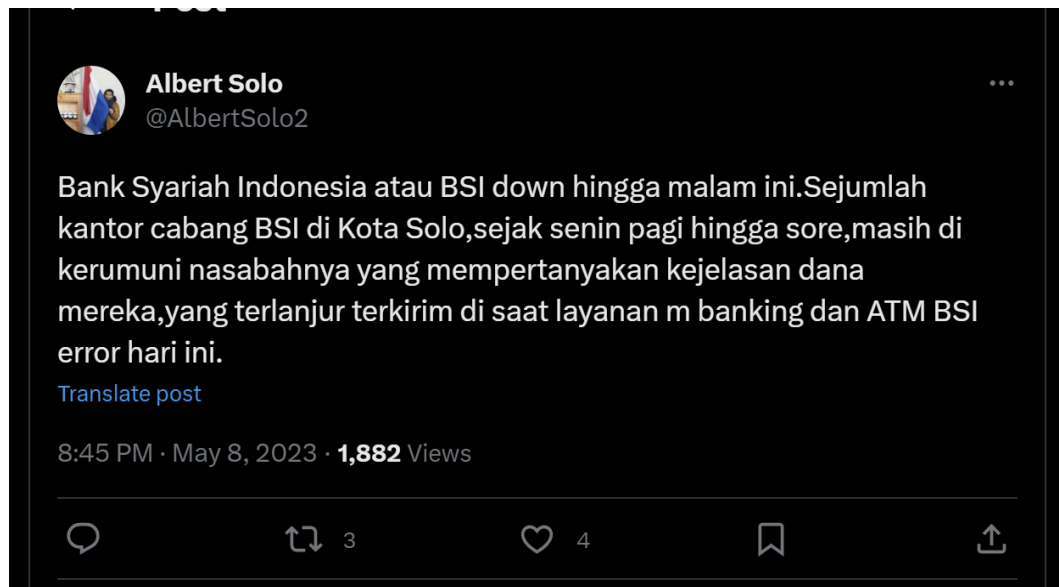 Albert Solo
@AlbertSolo2
Bank Syariah Indonesia atau BSI down hingga malam ini.Sejumlah
kantor cabang BSI di Kota Solo,sejak senin pagi hingga sore,masih di
kerumuni nasabahnya yang mempertanyakan kejelasan dana
mereka,yang terlanjur terkirim di saat layanan m banking dan ATM BSI
error hari ini.
Translate post
8:45 PM · May 8, 2023 · 1,882 Views
3 4